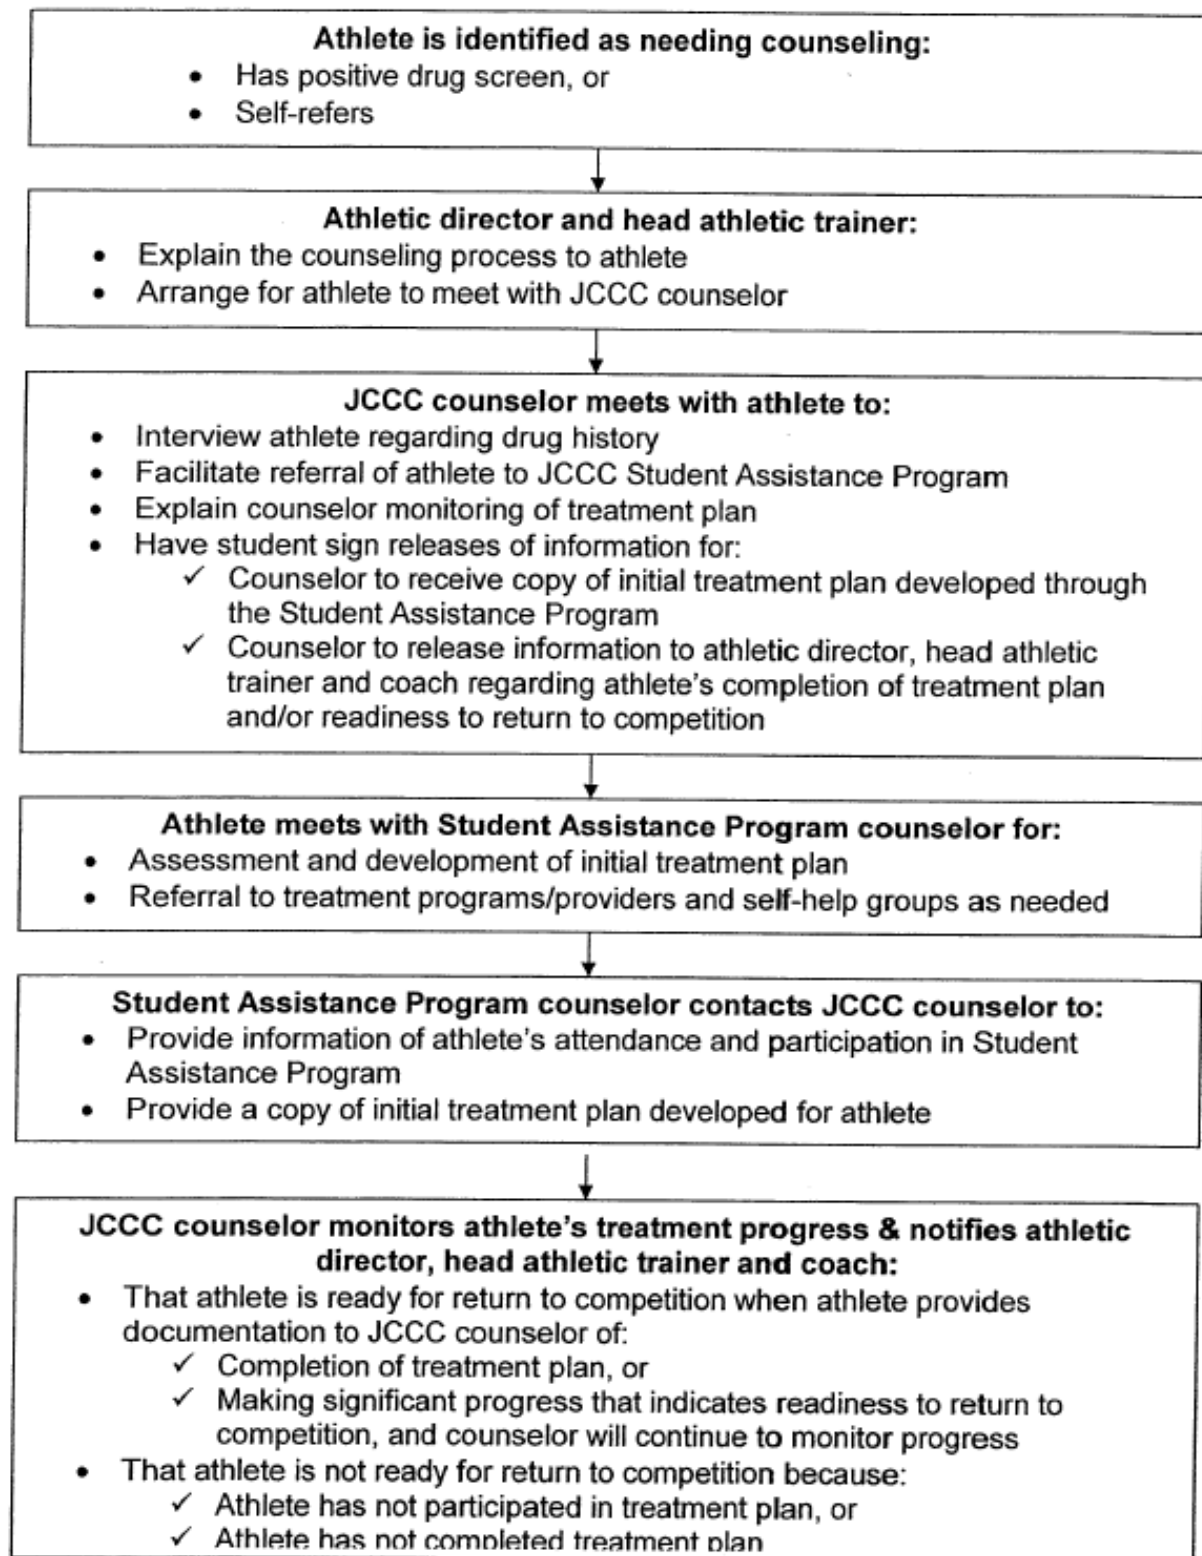 Athlete is identified as needing counseling:
• Has positive drug screen, or
• Self-refers
Athletic director and head athletic trainer:
• Explain the counseling process to athlete
• Arrange for athlete to meet with JCCC counselor
JCCC counselor meets with athlete to:
• Interview athlete regarding drug history
• Facilitate referral of athlete to JCCC Student Assistance Program
• Explain counselor monitoring of treatment plan
• Have student sign releases of information for:
✓ Counselor to receive copy of initial treatment plan developed through
the Student Assistance Program
✓ Counselor to release information to athletic director, head athletic
trainer and coach regarding athlete's completion of treatment plan
and/or readiness to return to competition
Athlete meets with Student Assistance Program counselor for:
• Assessment and development of initial treatment plan
• Referral to treatment programs/providers and self-help groups as needed
Student Assistance Program counselor contacts JCCC counselor to:
• Provide information of athlete's attendance and participation in Student
Assistance Program
• Provide a copy of initial treatment plan developed for athlete
JCCC counselor monitors athlete's treatment progress & notifies athletic
director, head athletic trainer and coach:
• That athlete is ready for return to competition when athlete provides
documentation to JCCC counselor of:
✓ Completion of treatment plan, or
✓ Making significant progress that indicates readiness to return to
competition, and counselor will continue to monitor progress
• That athlete is not ready for return to competition because:
✓ Athlete has not participated in treatment plan, or
✓ Athlete has not completed treatment plan